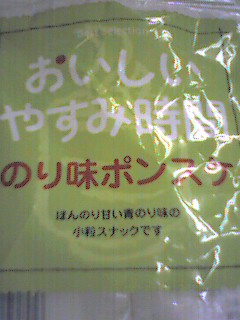 おいしい
やすみ時間
のり味ポンスケ
ほんのり甘い青のり味の
小粒スナックです